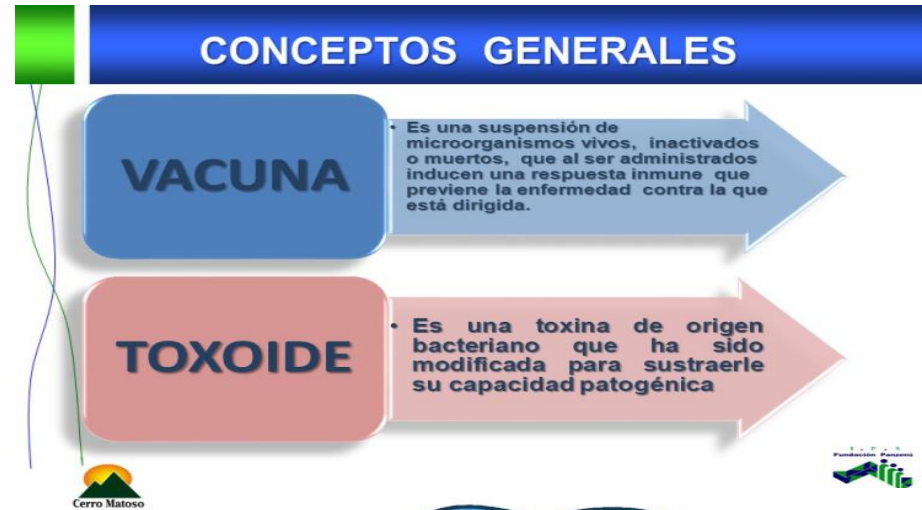 CONCEPTOS GENERALES
VACUNA
• Es una suspensión de
microorganismos vivos, inactivados
o muertos, que al ser administrados
inducen una respuesta inmune que
previene la enfermedad contra la que
está dirigida.
TOXOIDE
• Es una toxina de origen
bacteriano que ha sido
modificada para sustraerle
su capacidad patogénica
Cerro Matoso
I.P.S
Fundación Panzenú